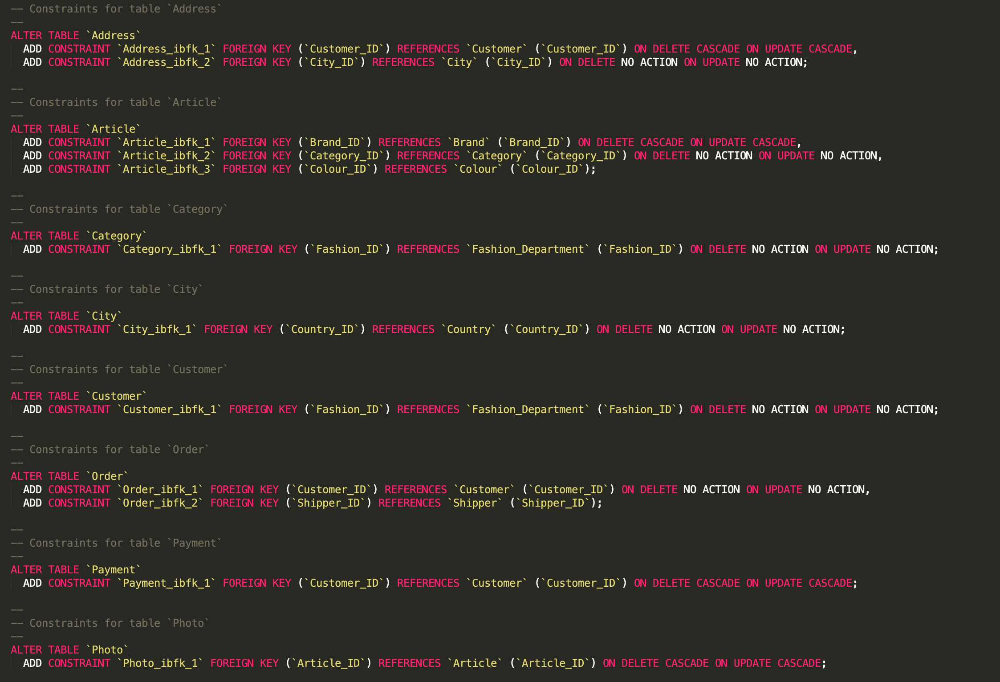 -- Constraints for table `Address`
--
ALTER TABLE `Address`
  ADD CONSTRAINT `Address_ibfk_1` FOREIGN KEY (`Customer_ID`) REFERENCES `Customer` (`Customer_ID`) ON DELETE CASCADE ON UPDATE CASCADE,
  ADD CONSTRAINT `Address_ibfk_2` FOREIGN KEY (`City_ID`) REFERENCES `City` (`City_ID`) ON DELETE NO ACTION ON UPDATE NO ACTION;

--
-- Constraints for table `Article`
--
ALTER TABLE `Article`
  ADD CONSTRAINT `Article_ibfk_1` FOREIGN KEY (`Brand_ID`) REFERENCES `Brand` (`Brand_ID`) ON DELETE CASCADE ON UPDATE CASCADE,
  ADD CONSTRAINT `Article_ibfk_2` FOREIGN KEY (`Category_ID`) REFERENCES `Category` (`Category_ID`) ON DELETE NO ACTION ON UPDATE NO ACTION,
  ADD CONSTRAINT `Article_ibfk_3` FOREIGN KEY (`Colour_ID`) REFERENCES `Colour` (`Colour_ID`);

--
-- Constraints for table `Category`
--
ALTER TABLE `Category`
  ADD CONSTRAINT `Category_ibfk_1` FOREIGN KEY (`Fashion_ID`) REFERENCES `Fashion_Department` (`Fashion_ID`) ON DELETE NO ACTION ON UPDATE NO ACTION;

--
-- Constraints for table `City`
--
ALTER TABLE `City`
  ADD CONSTRAINT `City_ibfk_1` FOREIGN KEY (`Country_ID`) REFERENCES `Country` (`Country_ID`) ON DELETE NO ACTION ON UPDATE NO ACTION;

--
-- Constraints for table `Customer`
--
ALTER TABLE `Customer`
  ADD CONSTRAINT `Customer_ibfk_1` FOREIGN KEY (`Fashion_ID`) REFERENCES `Fashion_Department` (`Fashion_ID`) ON DELETE NO ACTION ON UPDATE NO ACTION;

--
-- Constraints for table `Order`
--
ALTER TABLE `Order`
  ADD CONSTRAINT `Order_ibfk_1` FOREIGN KEY (`Customer_ID`) REFERENCES `Customer` (`Customer_ID`) ON DELETE NO ACTION ON UPDATE NO ACTION,
  ADD CONSTRAINT `Order_ibfk_2` FOREIGN KEY (`Shipper_ID`) REFERENCES `Shipper` (`Shipper_ID`);

--
-- Constraints for table `Payment`
--
ALTER TABLE `Payment`
  ADD CONSTRAINT `Payment_ibfk_1` FOREIGN KEY (`Customer_ID`) REFERENCES `Customer` (`Customer_ID`) ON DELETE CASCADE ON UPDATE CASCADE;

--
-- Constraints for table `Photo`
--
ALTER TABLE `Photo`
  ADD CONSTRAINT `Photo_ibfk_1` FOREIGN KEY (`Article_ID`) REFERENCES `Article` (`Article_ID`) ON DELETE CASCADE ON UPDATE CASCADE;